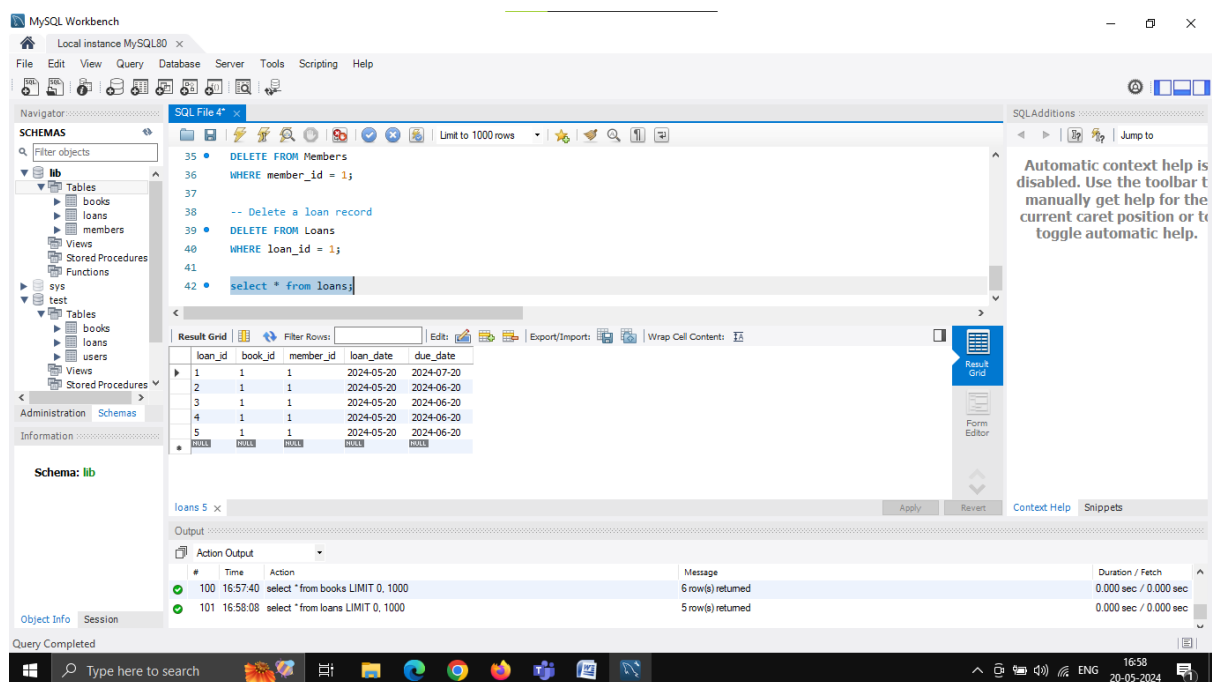 MySQL Workbench
Local instance MySQL80 ×
File Edit View Query Database Server Tools Scripting Help
Navigator
SCHEMAS
Filter objects
lib
Tables
books
loans
members
Views
Stored Procedures
Functions
sys
test
Tables
books
loans
users
Views
Stored Procedures
Administration Schemas
Information
Schema: lib
Object Info Session
SQL File 4* ×
Limit to 1000 rows
35 DELETE FROM Members
36 WHERE member_id = 1;
37
38 -- Delete a loan record
39 DELETE FROM Loans
40 WHERE loan_id = 1;
41
42 select * from loans;
Result Grid Filter Rows: Edit: Export/Import: Wrap Cell Content:
loan_id book_id member_id loan_date due_date
1 1 1 2024-05-20 2024-07-20
2 1 1 2024-05-20 2024-06-20
3 1 1 2024-05-20 2024-06-20
4 1 1 2024-05-20 2024-06-20
5 1 1 2024-05-20 2024-06-20
NULL NULL NULL NULL NULL
Result
Grid
Form
Editor
loans 5 × Apply Revert
SQLAdditions
Jump to
Automatic context help is
disabled. Use the toolbar t
manually get help for the
current caret position or to
toggle automatic help.
Context Help Snippets
Output
Action Output
# Time Action Message Duration / Fetch
100 16:57:40 select * from books LIMIT 0, 1000 6 row(s) returned 0.000 sec / 0.000 sec
101 16:58:08 select * from loans LIMIT 0, 1000 5 row(s) returned 0.000 sec / 0.000 sec
Query Completed
Type here to search
ENG
16:58
20-05-2024